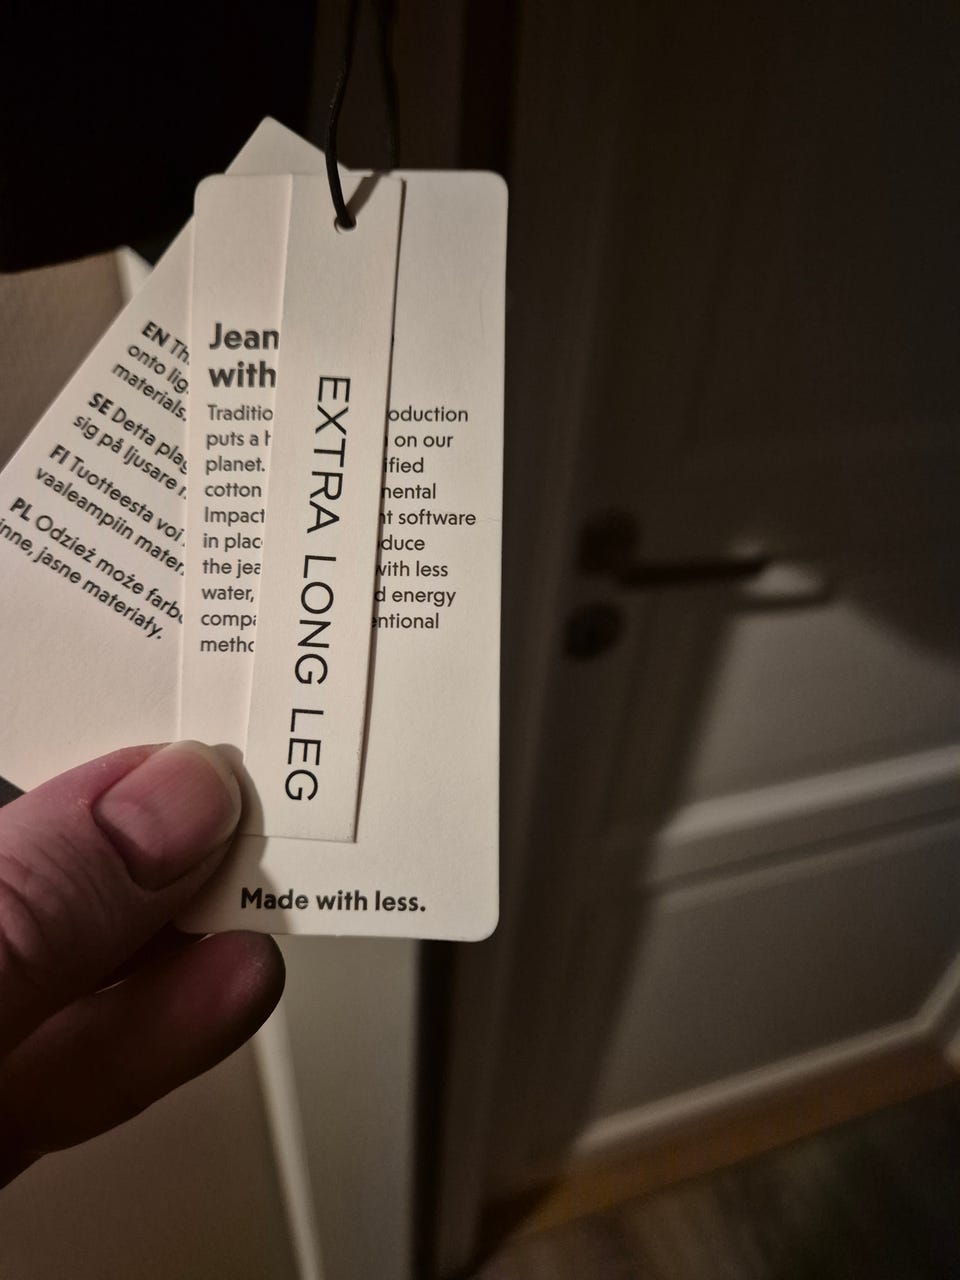 EN Th
onto lig
materials.
SE Detta plag
sig på ljusare
FI Tuotteesta voi
vaaleampiin mater
PL Odzież może farb
inne, jasne materiały.
Jean
with
Traditio oduction
puts a h on our
planet. ified
cotton mental
Impact t software
in plac duce
the jea with less
water, d energy
compa entional
metho
EXTRA LONG LEG
Made with less.